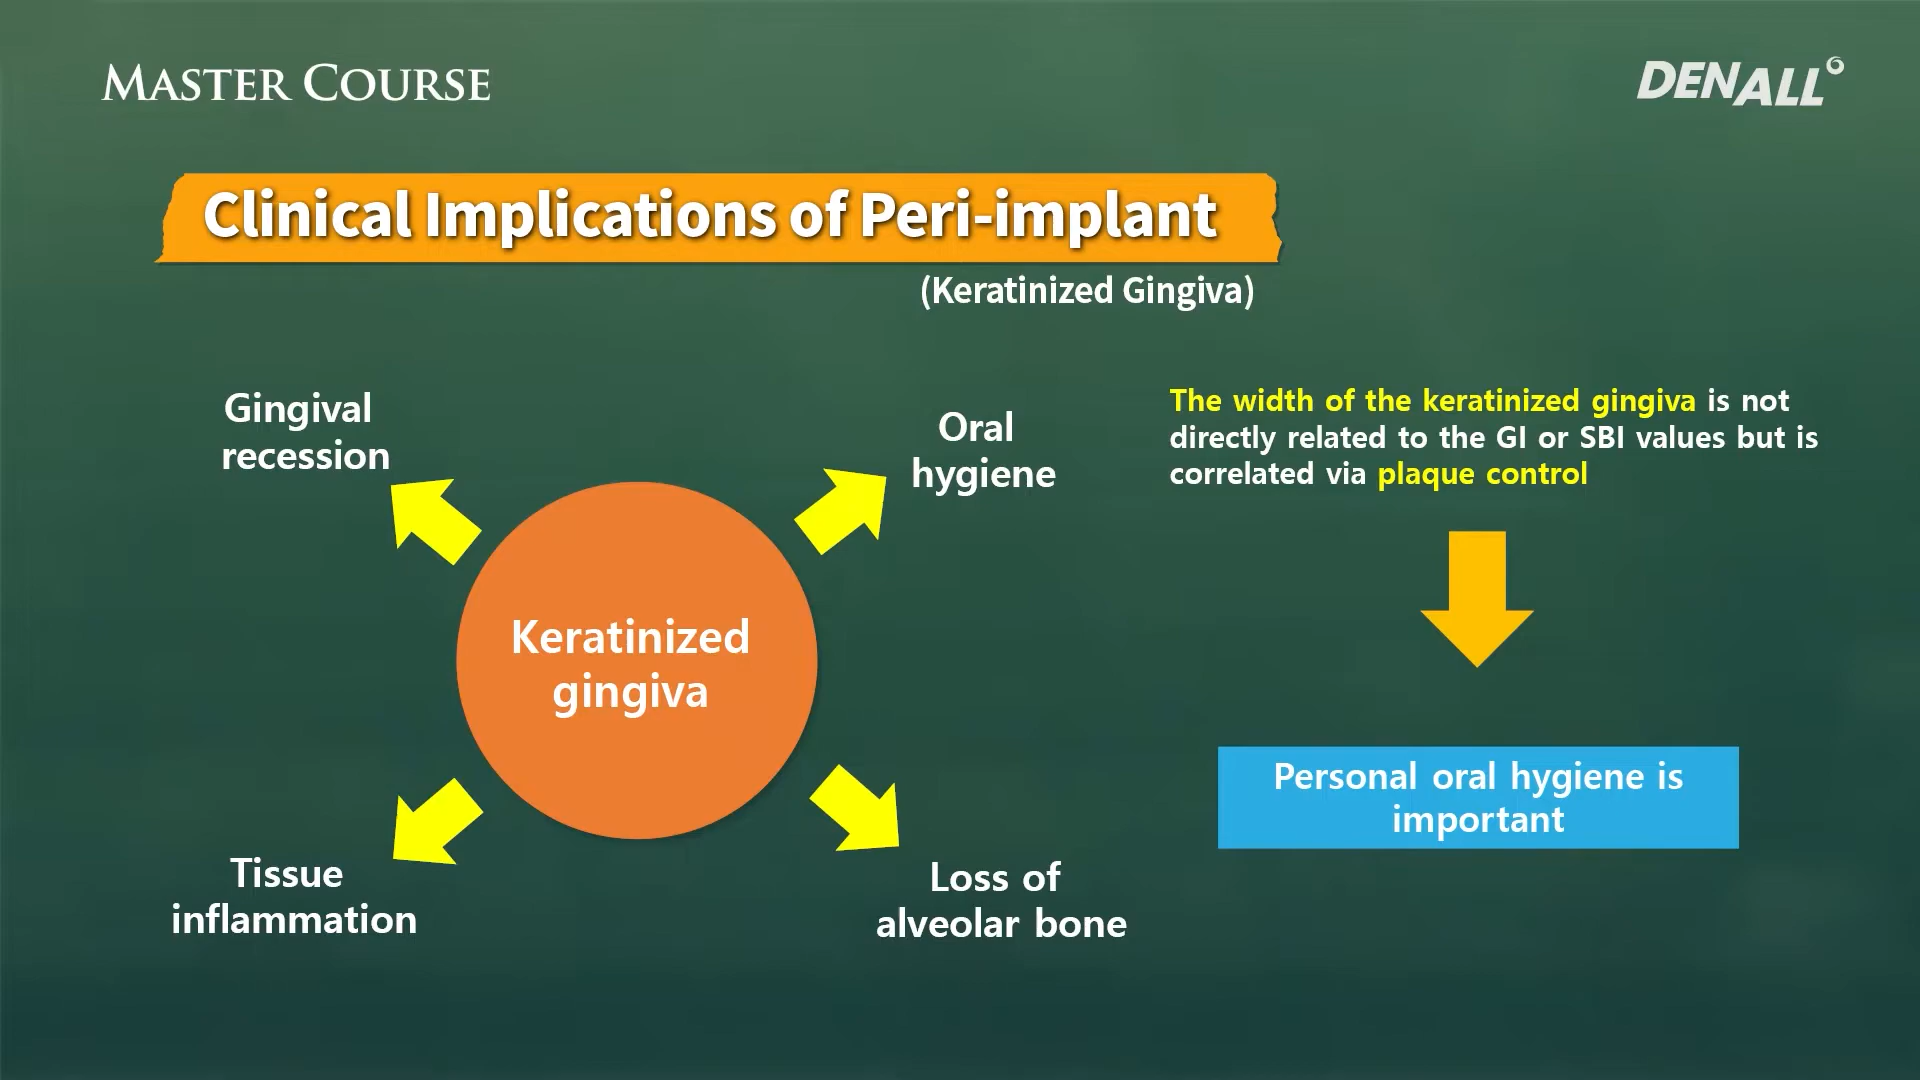 MASTER COURSE
DENALL
Clinical Implications of Peri-implant
(Keratinized Gingiva)
Gingival
recession
Oral
hygiene
Keratinized
gingiva
Tissue
inflammation
Loss of
alveolar bone
The width of the keratinized gingiva is not
directly related to the GI or SBI values but is
correlated via plaque control
Personal oral hygiene is
important